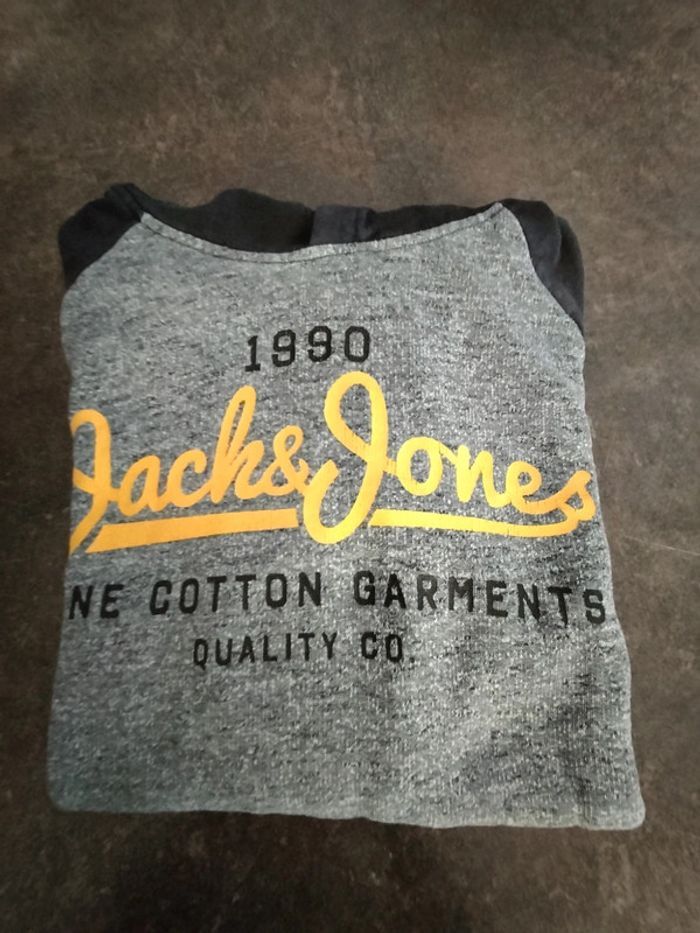 1990
Jack&Jones
NE COTTON GARMENTS
QUALITY CO.